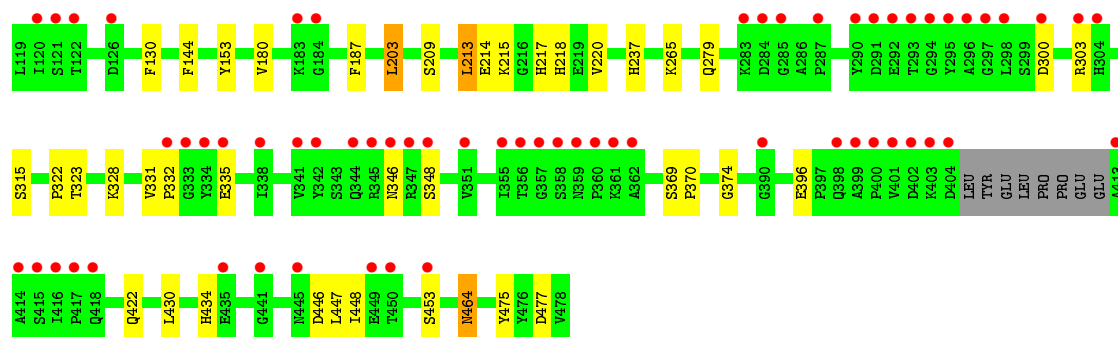 L119 I120 S121 T122 D126 F130 F144 Y153 V180 K183 G184 F187 L203 S209 L213 E214 K215 G216 H217 H218 E219 V220 H237 K265 Q279 K283 D284 G285 A286 P287 Y290 D291 E292 T293 G294 Y295 A296 G297 L298 S299 D300 R303 H304
S315 P322 T323 K328 V331 P332 G333 Y334 E335 I338 V341 Y342 S343 Q344 R345 N346 R347 S348 V351 I355 T356 G357 S358 N359 P360 K361 A362 S369 P370 G374 G390 E396 P397 Q398 A399 P400 V401 D402 K403 D404 LEU TYR GLU LEU PRO PRO GLU GLU A413
A414 S415 I416 P417 Q418 Q422 L430 H434 E435 G441 N445 D446 L447 I448 E449 T450 S453 N464 Y475 Y476 D477 V478